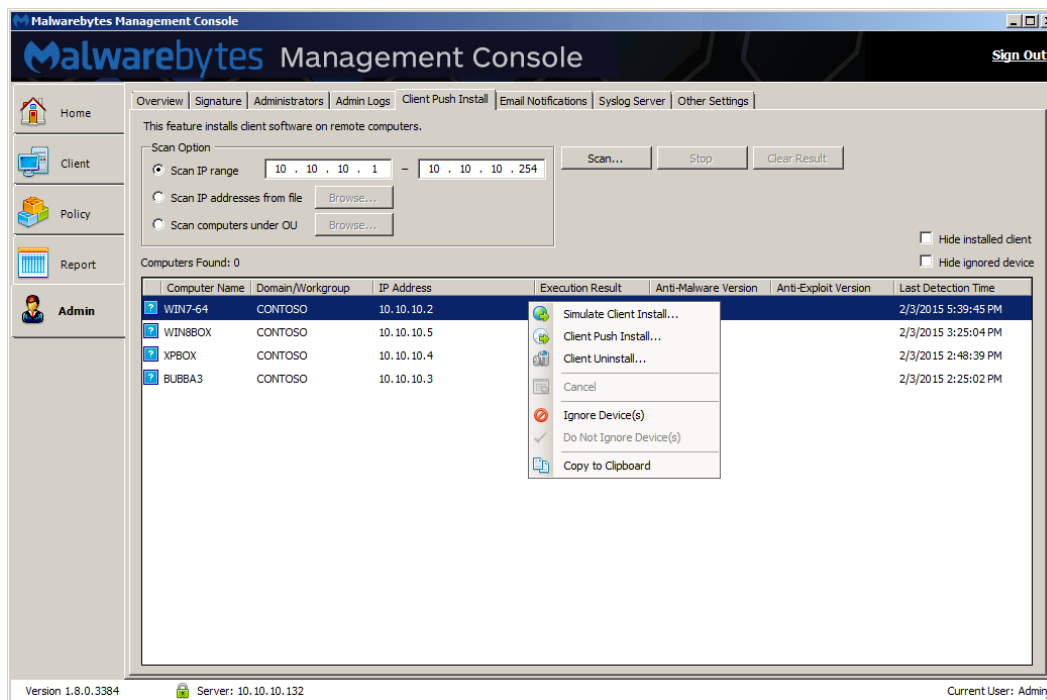 Malwarebytes Management Console
Malwarebytes Management Console
Sign Out
Home
Client
Policy
Report
Admin
Overview Signature Administrators Admin Logs Client Push Install Email Notifications Syslog Server Other Settings
This feature installs client software on remote computers.
Scan Option
Scan IP range 10 . 10 . 10 . 1 – 10 . 10 . 10 . 254 Scan... Stop Clear Result
Scan IP addresses from file Browse...
Scan computers under OU Browse...
Hide installed client
Computers Found: 0 Hide ignored device
Computer Name Domain/Workgroup IP Address Execution Result Anti-Malware Version Anti-Exploit Version Last Detection Time
WIN7-64 CONTOSO 10.10.10.2 2/3/2015 5:39:45 PM
WIN8BOX CONTOSO 10.10.10.5 2/3/2015 3:25:04 PM
XPBOX CONTOSO 10.10.10.4 2/3/2015 2:48:39 PM
BUBBA3 CONTOSO 10.10.10.3 2/3/2015 2:25:02 PM
Simulate Client Install...
Client Push Install...
Client Uninstall...
Cancel
Ignore Device(s)
Do Not Ignore Device(s)
Copy to Clipboard
Version 1.8.0.3384 Server: 10.10.10.132 Current User: Admin